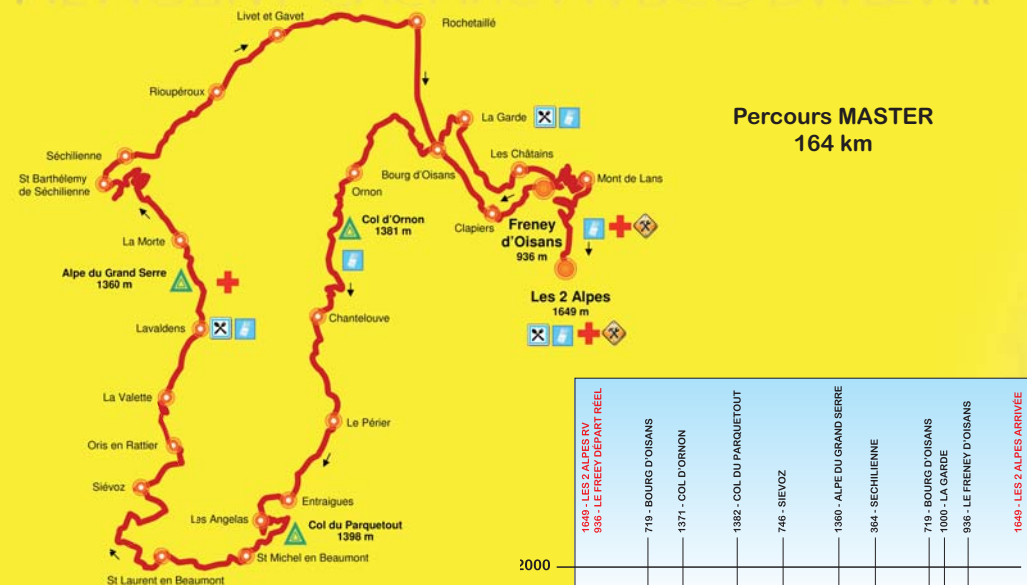 Percours MASTER
164 km
Livet et Gavet
Rochetaillé
Rioupéroux
La Garde
Séchilienne
Bourg d'Oisans
Les Châtains
St Barthélemy
de Séchilienne
Ornon
Mont de Lans
Clapiers
Col d'Ornon
1381 m
Freney
d'Oisans
936 m
La Morte
Alpe du Grand Serre
1360 m
Les 2 Alpes
1649 m
Lavaldens
Chantelouve
La Valette
Le Périer
Oris en Rattier
Siévoz
Entraigues
Les Angelas
Col du Parquetout
1398 m
St Michel en Beaumont
St Laurent en Beaumont
1649 - LES 2 ALPES RV
936 - LE FREEY DÉPART RÉEL
719 - BOURG D'OISANS
1371 - COL D'ORNON
1382 - COL DU PARQUETOUT
746 - SIEVOZ
1360 - ALPE DU GRAND SERRE
364 - SECHILIENNE
719 - BOURG D'OISANS
1000 - LA GARDE
936 - LE FRENEY D'OISANS
1649 - LES 2 ALPES ARRIVÉE
2000